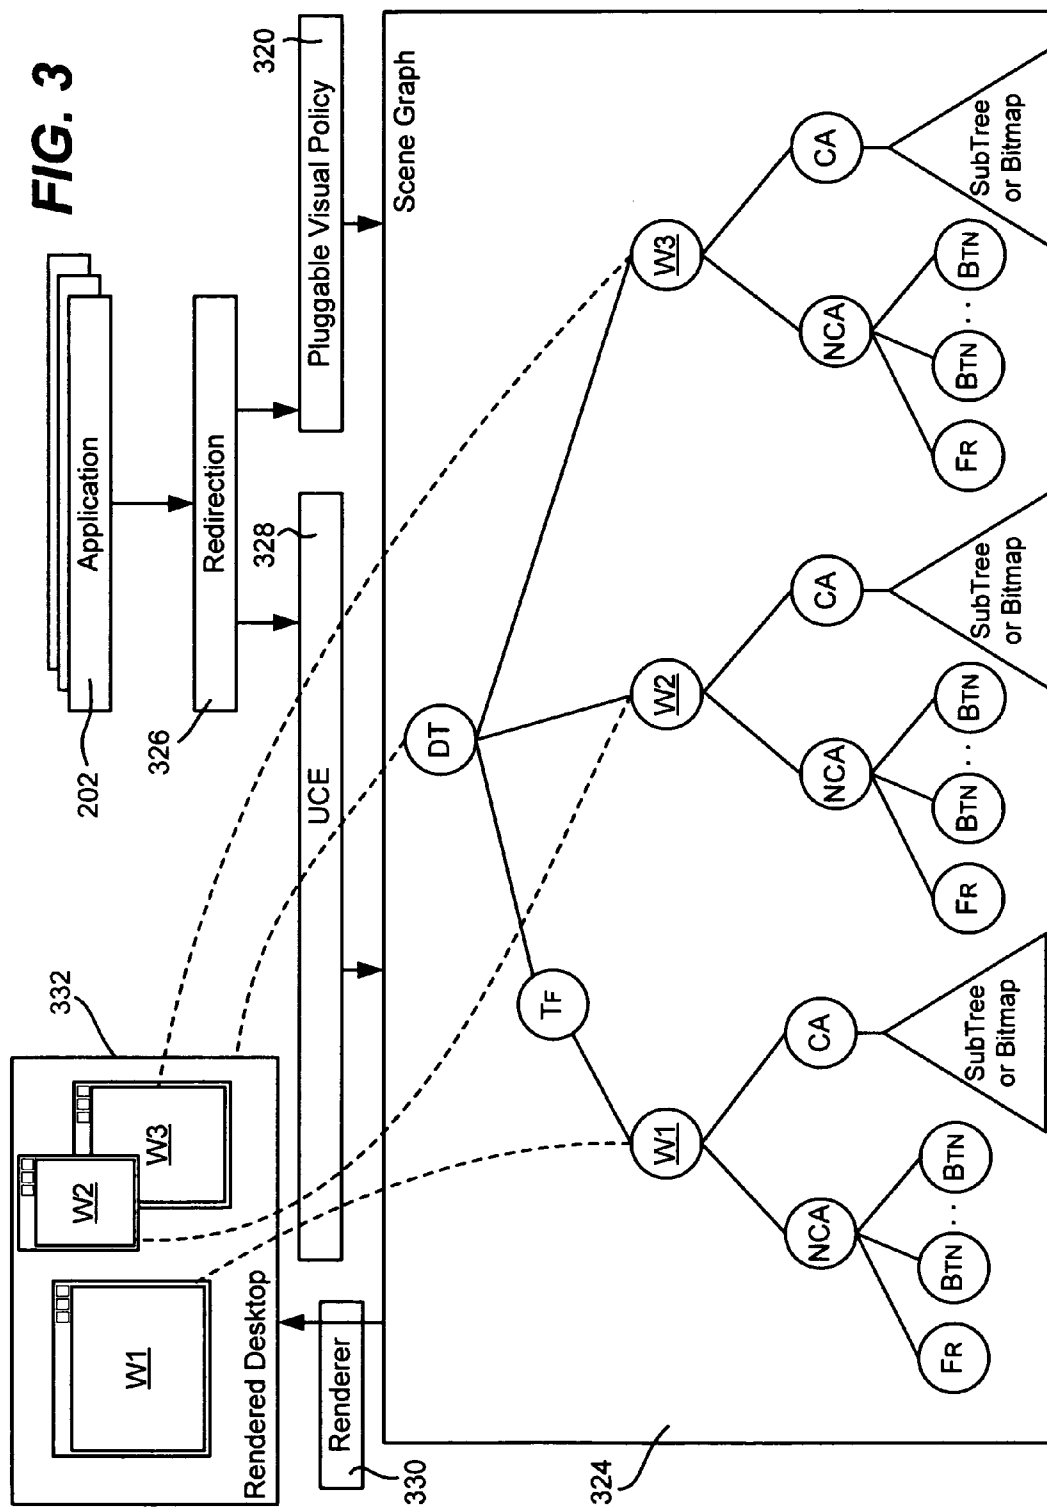 FIG. 3
Application
202
Redirection
326
Pluggable Visual Policy
320
UCE
328
W1
W2
W3
Rendered Desktop
332
Renderer
330
Scene Graph
324
DT
TF
W1
W2
W3
NCA
CA
NCA
CA
NCA
CA
FR
BTN
..
BTN
SubTree
or Bitmap
FR
BTN
..
BTN
SubTree
or Bitmap
FR
BTN
..
BTN
SubTree
or Bitmap